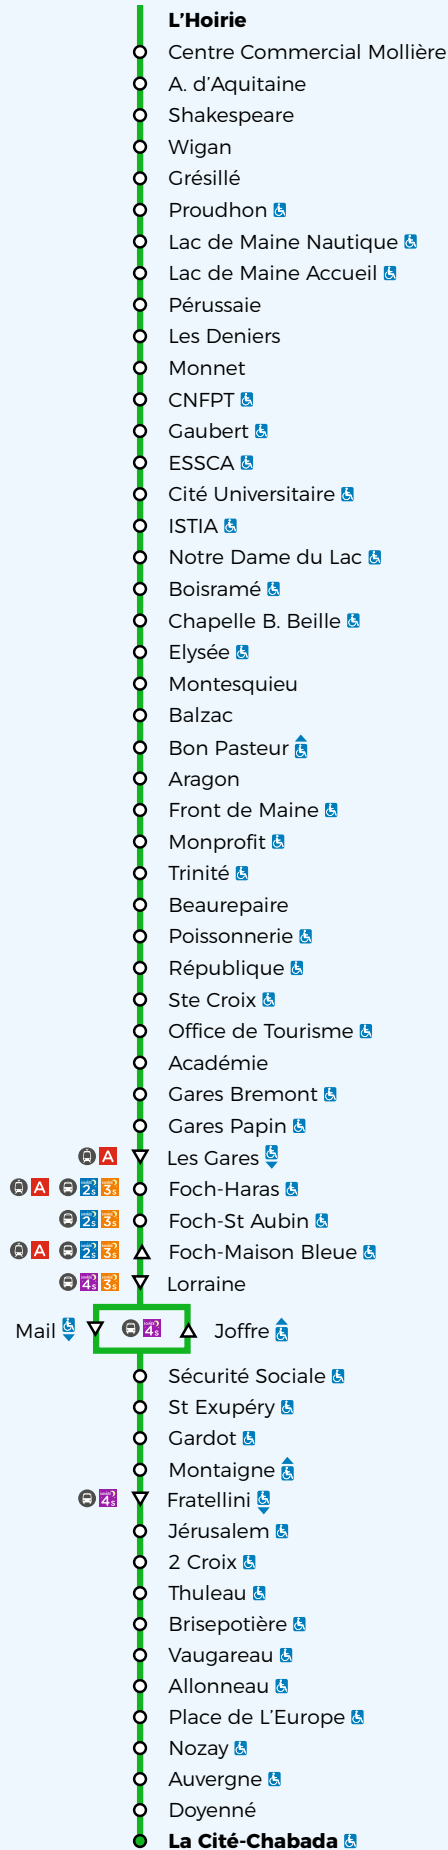 L'Hoirie
Centre Commercial Mollière
A. d'Aquitaine
Shakespeare
Wigan
Grésillé
Proudhon
Lac de Maine Nautique
Lac de Maine Accueil
Pérussaie
Les Deniers
Monnet
CNFPT
Gaubert
ESSCA
Cité Universitaire
ISTIA
Notre Dame du Lac
Boisramé
Chapelle B. Beille
Elysée
Montesquieu
Balzac
Bon Pasteur
Aragon
Front de Maine
Monprofit
Trinité
Beaurepaire
Poissonnerie
République
Ste Croix
Office de Tourisme
Académie
Gares Bremont
Gares Papin
A Les Gares
A 2s 3s Foch-Haras
2s 3s Foch-St Aubin
A 2s 3s Foch-Maison Bleue
4s 3s Lorraine
Mail 4s Joffre
Sécurité Sociale
St Exupéry
Gardot
Montaigne
4s Fratellini
Jérusalem
2 Croix
Thuleau
Brisepotière
Vaugareau
Allonneau
Place de L'Europe
Nozay
Auvergne
Doyenné
La Cité-Chabada